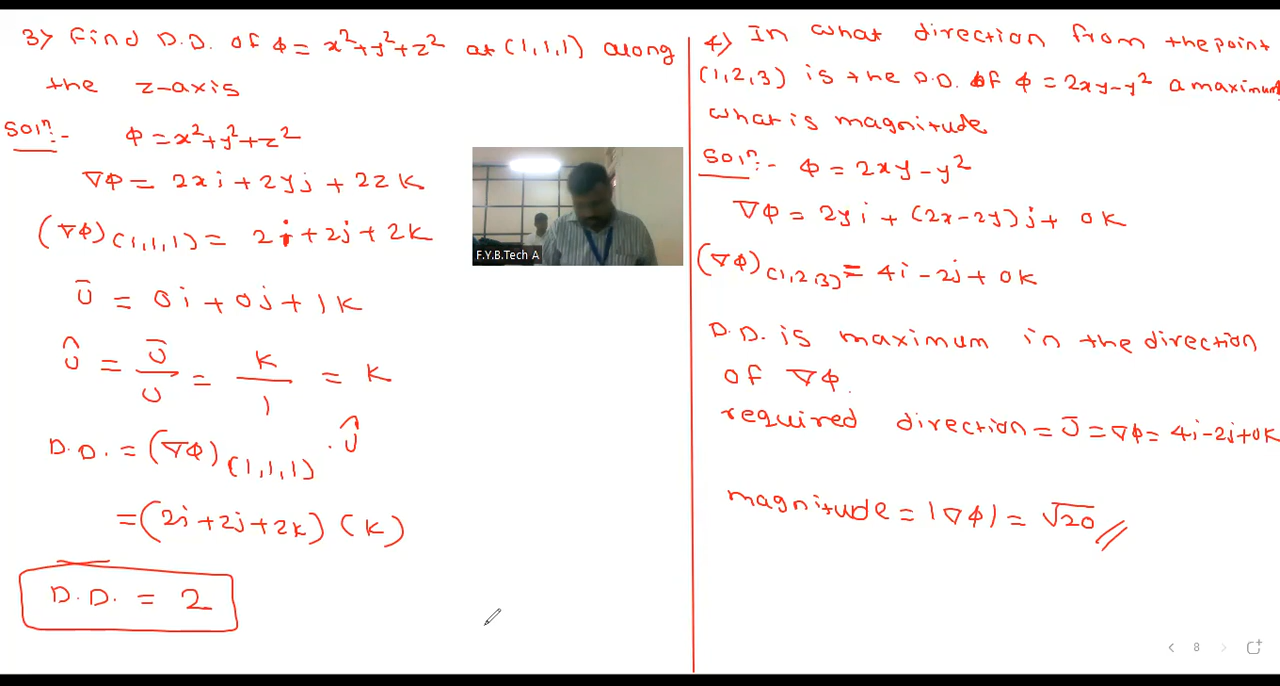 3) Find D.D. of Φ = x²+y²+z² at (1,1,1) along
the z-axis
Solⁿ:- Φ = x²+y²+z²
∇Φ = 2xi + 2yj + 2zk
(∇Φ)(1,1,1) = 2i + 2j + 2k
Ū = 0i + 0j + 1k
Û = Ū/U = k/1 = k
D.D. = (∇Φ)(1,1,1) · Û
= (2i+2j+2k) (k)
D.D. = 2
F.Y.B.Tech A
4) In what direction from the point
(1,2,3) is the D.D. of Φ = 2xy-y² a maximum
what is magnitude
Solⁿ:- Φ = 2xy-y²
∇Φ = 2yi + (2x-2y)j + 0k
(∇Φ)(1,2,3) = 4i - 2j + 0k
D.D. is maximum in the direction
of ∇Φ.
required direction = Ū = ∇Φ = 4i-2j+0k
magnitude = |∇Φ| = √20 //
8